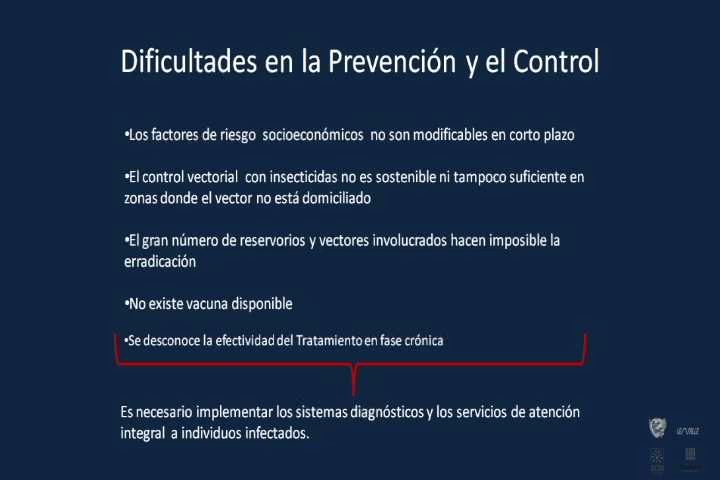 Dificultades en la Prevención y el Control
•Los factores de riesgo socioeconómicos no son modificables en corto plazo
•El control vectorial con insecticidas no es sostenible ni tampoco suficiente en
zonas donde el vector no está domiciliado
•El gran número de reservorios y vectores involucrados hacen imposible la
erradicación
•No existe vacuna disponible
•Se desconoce la efectividad del Tratamiento en fase crónica
Es necesario implementar los sistemas diagnósticos y los servicios de atención
integral a individuos infectados.